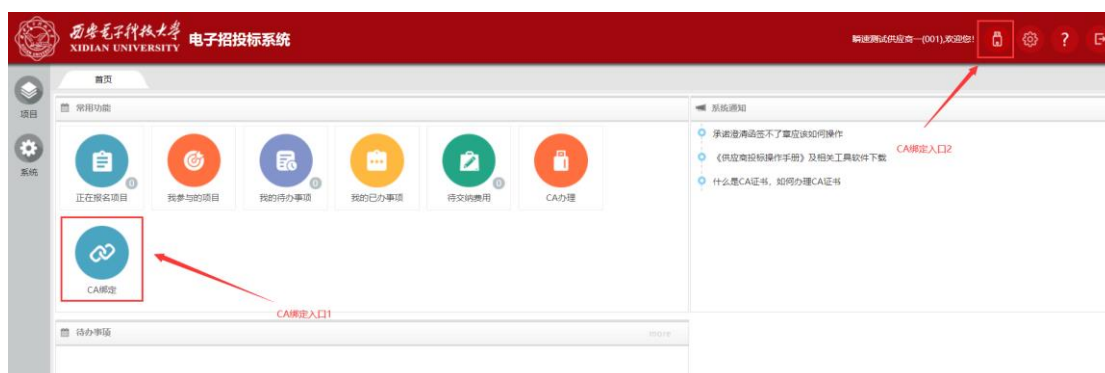 西安电子科技大学
XIDIAN UNIVERSITY
电子招投标系统
瞬速测试供应商一(001),欢迎您!
?
首页
项目
系统
常用功能
正在报名项目
0
我参与的项目
我的待办事项
0
我的已办事项
待交纳费用
0
CA办理
CA绑定
CA绑定入口1
系统通知
承诺澄清函签不了章应该如何操作
《供应商投标操作手册》及相关工具软件下载
什么是CA证书，如何办理CA证书
CA绑定入口2
待办事项
more